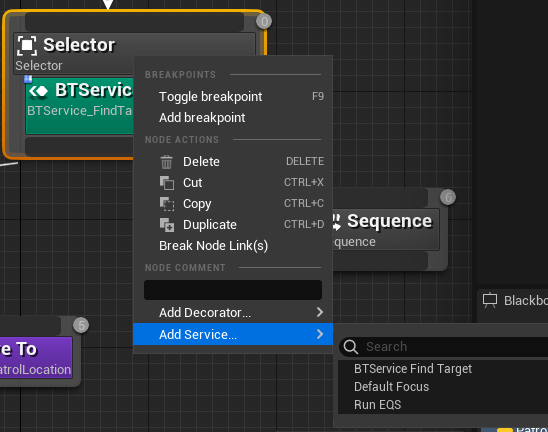 0
Selector
Selector
BTServic
BTService_FindTa
BREAKPOINTS
Toggle breakpoint F9
Add breakpoint
NODE ACTIONS
Delete DELETE
Cut CTRL+X
Copy CTRL+C
Duplicate CTRL+D
Break Node Link(s)
NODE COMMENT
Add Decorator...
Add Service...
6
Sequence
equence
Blackbo
5
e To
atrolLocation
Search
BTService Find Target
Default Focus
Run EQS